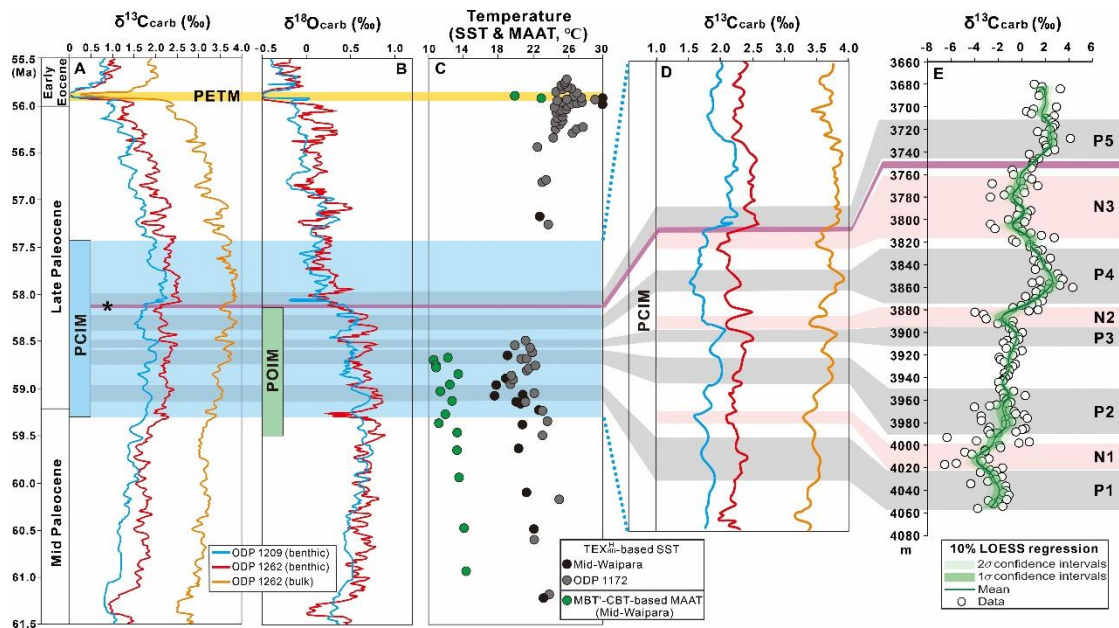 δ13Ccarb (‰)
δ18Ocarb (‰)
Temperature
(SST & MAAT, °C)
δ13Ccarb (‰)
δ13Ccarb (‰)
0 0.5 1.0 1.5 2.0 2.5 3.0 3.5 4.0
-0.5 0.0 0.5 1.0
10 12 14 16 18 20 22 24 26 28 30
1.0 1.5 2.0 2.5 3.0 3.5 4.0
-8 -6 -4 -2 0 2 4 6
A
B
C
D
E
55.5
(Ma)
56.0
56.5
57.0
57.5
58.0
58.5
59.0
59.5
60.0
60.5
61.0
61.5
Early
Eocene
Late Paleocene
Mid Paleocene
PETM
PCIM
*
POIM
ODP 1209 (benthic)
ODP 1262 (benthic)
ODP 1262 (bulk)
-based SST
Mid-Waipara
ODP 1172
MBT'-CBT-based MAAT
(Mid-Waipara)
PCIM
3660
3680
3700
3720
3740
3760
3780
3800
3820
3840
3860
3880
3900
3920
3940
3960
3980
4000
4020
4040
4060
4080
m
P5
N3
P4
N2
P3
P2
N1
P1
10% LOESS regression
2σ confidence intervals
1σ confidence intervals
Mean
Data